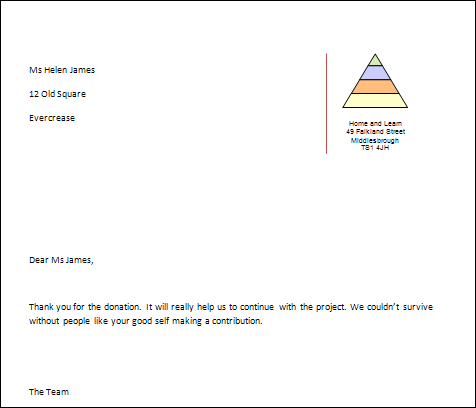 Ms Helen James
12 Old Square
Evercrease
Home and Learn
49 Falkland Street
Middlesbrough
TS1 4JH
Dear Ms James,
Thank you for the donation. It will really help us to continue with the project. We couldn't survive
without people like your good self making a contribution.
The Team